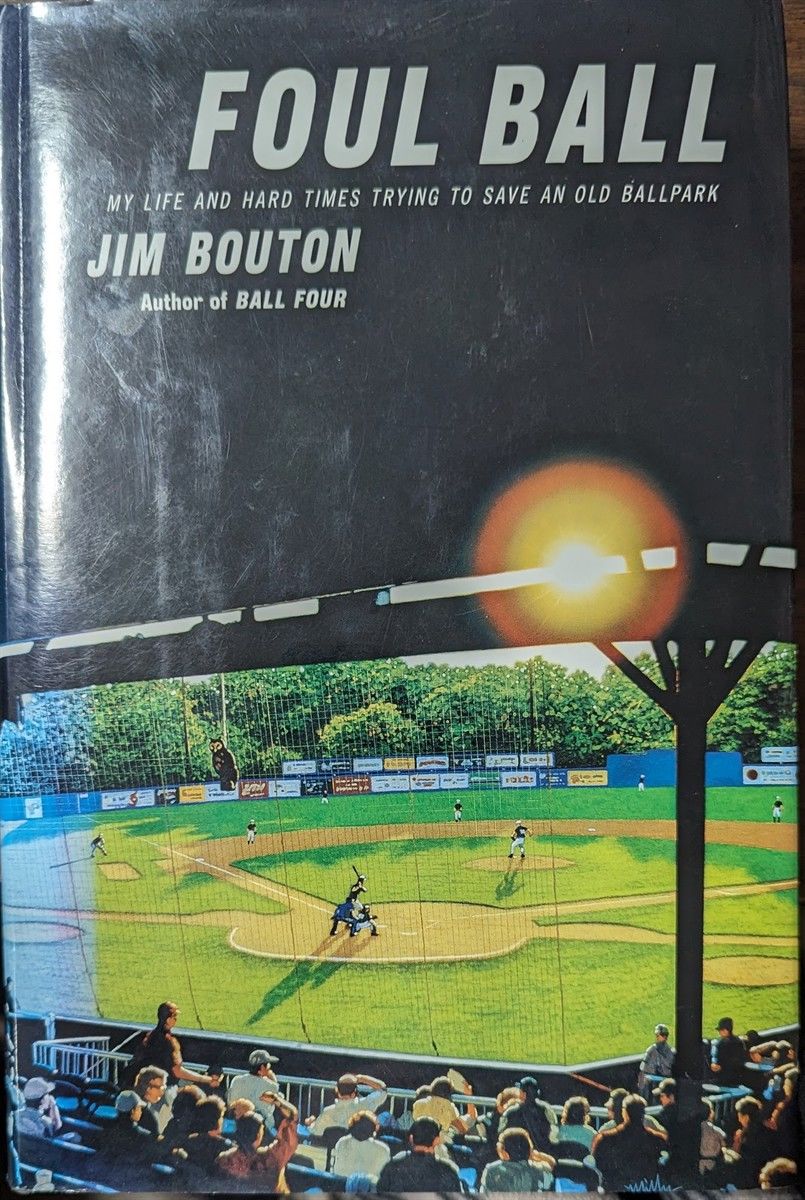 FOUL BALL
MY LIFE AND HARD TIMES TRYING TO SAVE AN OLD BALLPARK
JIM BOUTON
Author of BALL FOUR